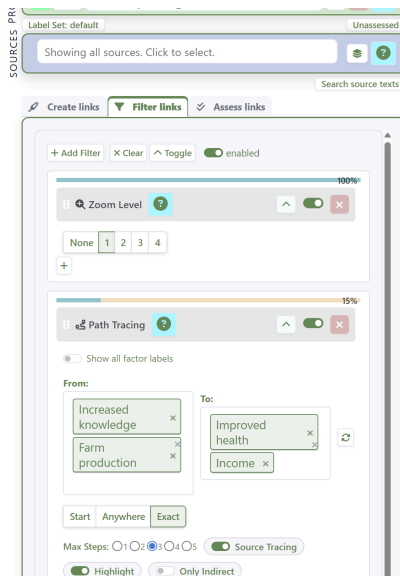 SOURCES
Label Set: default
Unassessed
Showing all sources. Click to select.
?
Search source texts
Create links
Filter links
Assess links
+ Add Filter
× Clear
Toggle
enabled
100%
Zoom Level
?
None 1 2 3 4
+
15%
Path Tracing
?
Show all factor labels
From:
To:
Increased
knowledge
×
Farm
production
×
×
Improved
health
×
×
Income ×
Start Anywhere Exact
Max Steps: 1 2 3 4 5
Source Tracing
Highlight
Only Indirect